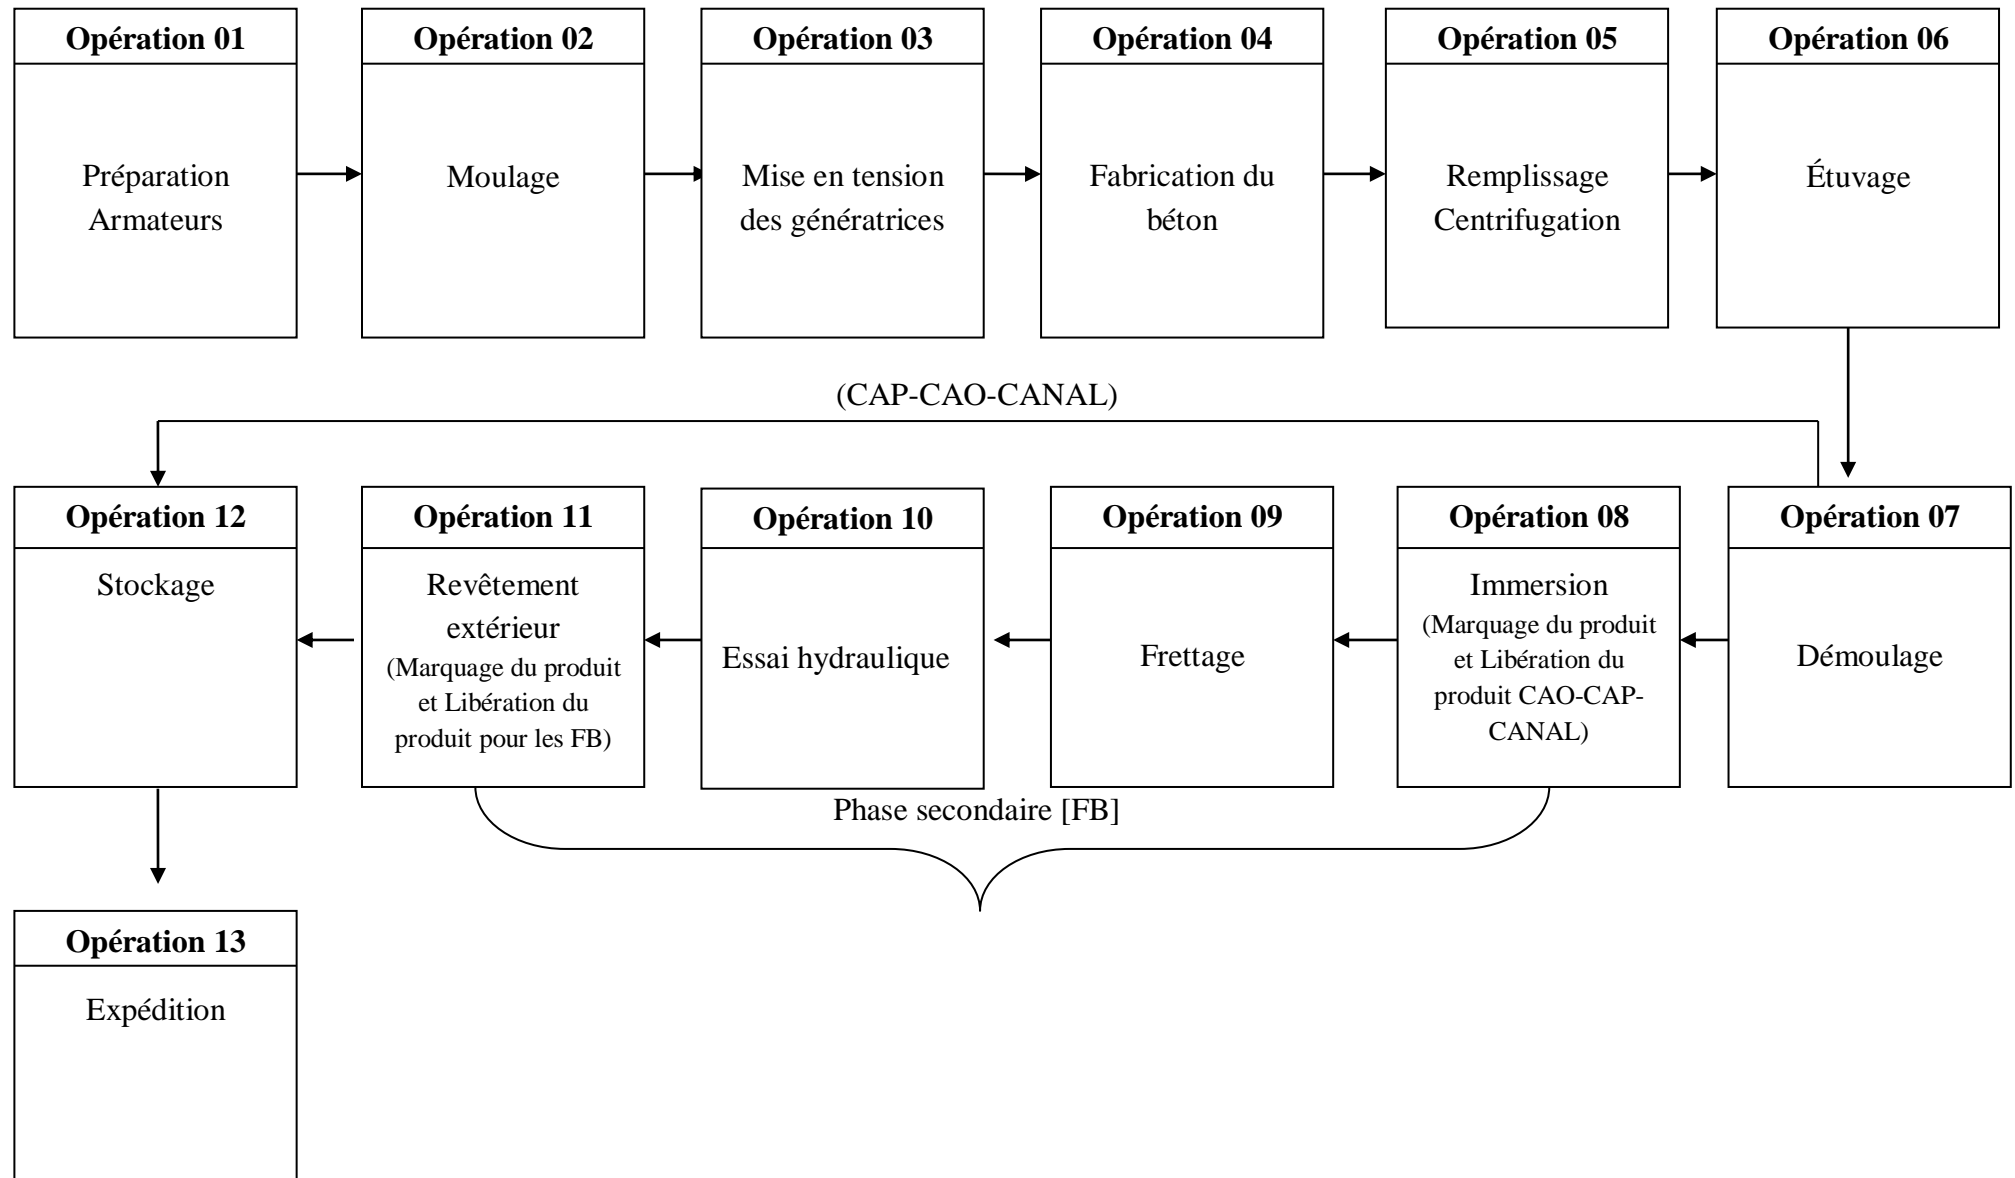 Opération 01
Préparation
Armateurs
Opération 02
Moulage
Opération 03
Mise en tension
des génératrices
Opération 04
Fabrication du
béton
Opération 05
Remplissage
Centrifugation
Opération 06
Étuvage
(CAP-CAO-CANAL)
Opération 12
Stockage
Opération 11
Revêtement
extérieur
(Marquage du produit
et Libération du
produit pour les FB)
Opération 10
Essai hydraulique
Opération 09
Frettage
Opération 08
Immersion
(Marquage du produit
et Libération du
produit CAO-CAP-
CANAL)
Opération 07
Démoulage
Phase secondaire [FB]
Opération 13
Expédition